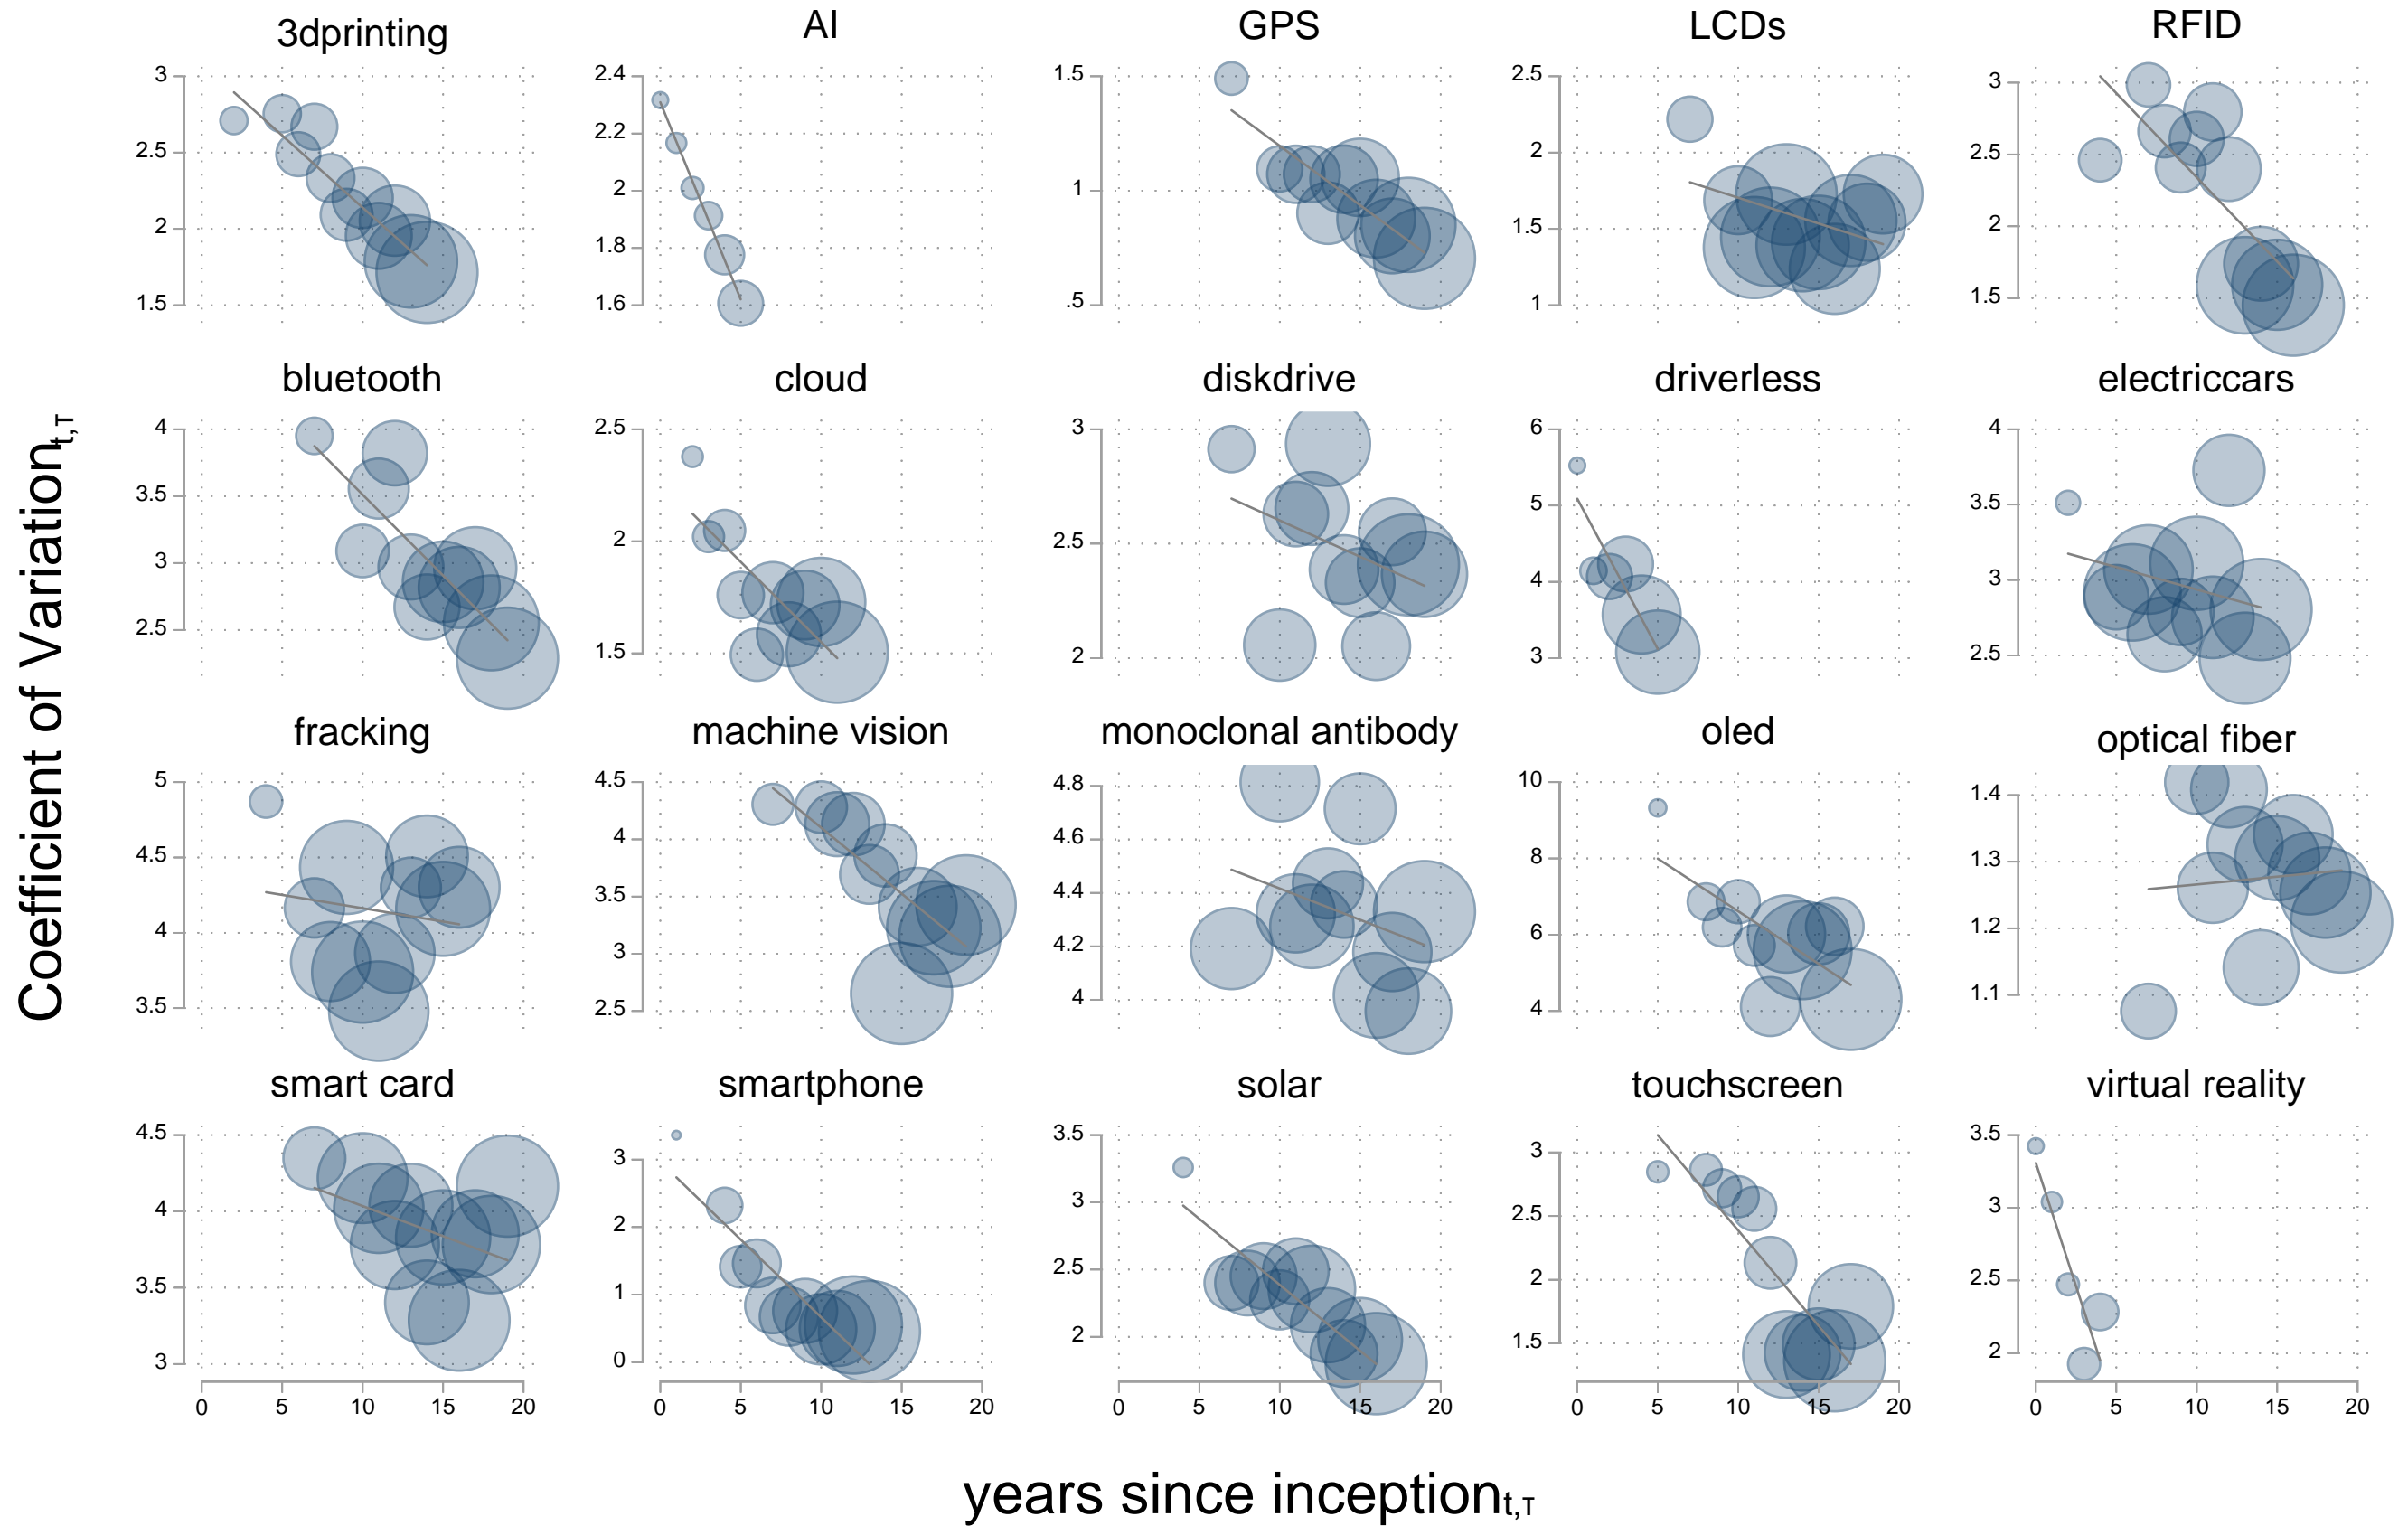 3dprinting AI GPS LCDs RFID
3 2.4 1.5 2.5 3
2.5 2.2 1 2 2.5
2 2 .5 1.5 2
1.5 1.8 1 1.5
1.6
bluetooth cloud diskdrive driverless electriccars
4 2.5 3 6 4
3.5 2 2.5 5 3.5
3 1.5 2 4 3
2.5 3 2.5
fracking machine vision monoclonal antibody oled optical fiber
5 4.5 4.8 10 1.4
4.5 4 4.6 8 1.3
4 3.5 4.4 6 1.2
3.5 3 4.2 4 1.1
2.5 4
smart card smartphone solar touchscreen virtual reality
4.5 3 3.5 3 3.5
4 2 3 2.5 3
3.5 1 2.5 2 2.5
3 0 2 1.5 2
0 5 10 15 20 0 5 10 15 20 0 5 10 15 20 0 5 10 15 20 0 5 10 15 20
Coefficient of Variationt,τ
years since inceptiont,τ